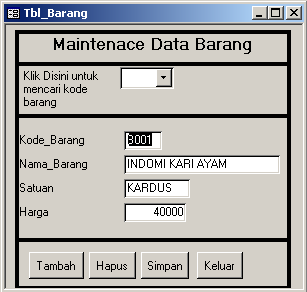 Tbl_Barang
Maintenace Data Barang
Klik Disini untuk
mencari kode
barang
Kode_Barang B001
Nama_Barang INDOMI KARI AYAM
Satuan KARDUS
Harga 40000
Tambah Hapus Simpan Keluar